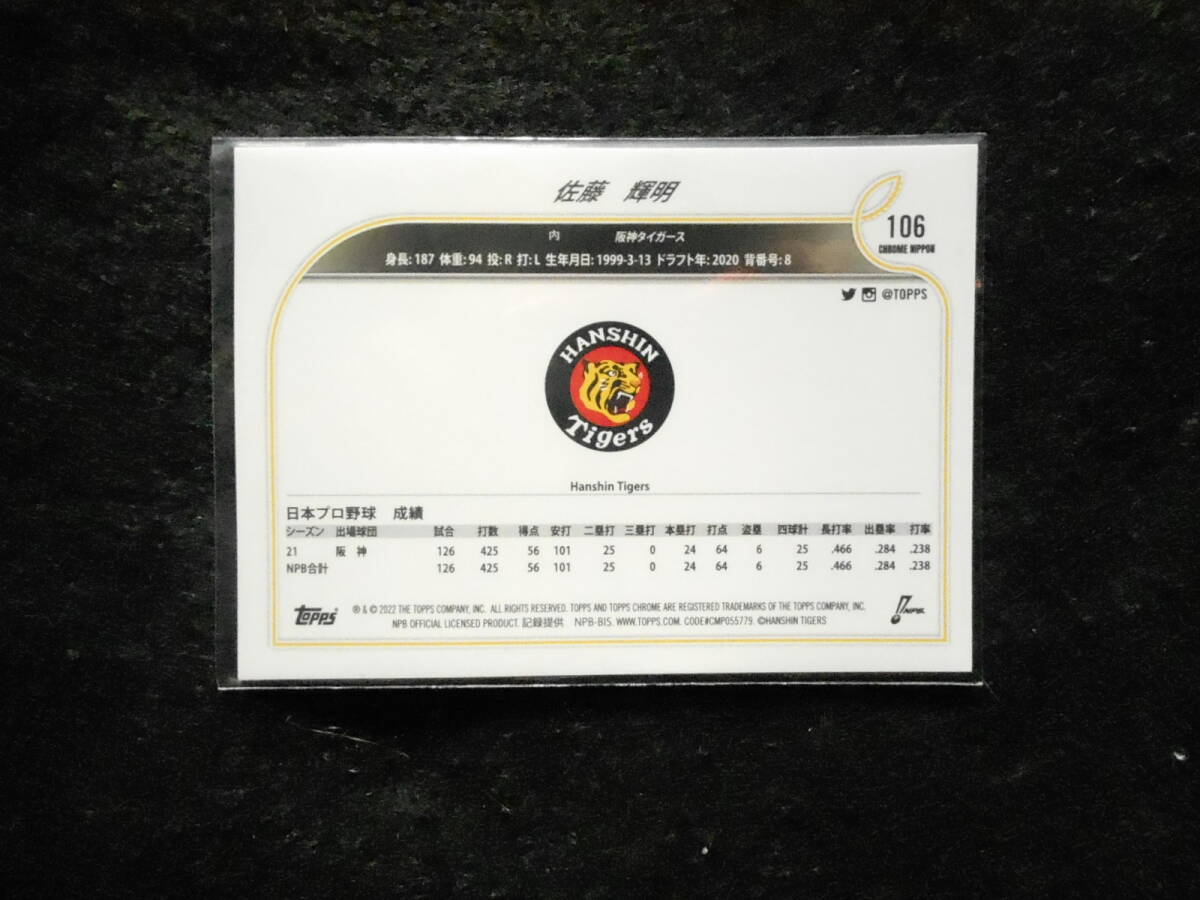 佐藤 輝明
106
CHROME NIPPON
内 阪神タイガース
身長: 187 体重: 94 投: R 打: L 生年月日: 1999-3-13 ドラフト年: 2020 背番号: 8
@TOPPS
HANSHIN
Tigers
Hanshin Tigers
日本プロ野球 成績
シーズン 出場球団 試合 打数 得点 安打 二塁打 三塁打 本塁打 打点 盗塁 四球計 長打率 出塁率 打率
21 阪 神 126 425 56 101 25 0 24 64 6 25 .466 .284 .238
NPB合計 126 425 56 101 25 0 24 64 6 25 .466 .284 .238
topps
® & © 2022 THE TOPPS COMPANY, INC. ALL RIGHTS RESERVED. TOPPS AND TOPPS CHROME ARE REGISTERED TRADEMARKS OF THE TOPPS COMPANY, INC.
NPB OFFICIAL LICENSED PRODUCT. 記録提供 NPB-BIS. WWW.TOPPS.COM. CODE#CMP055779. ©HANSHIN TIGERS
NPB